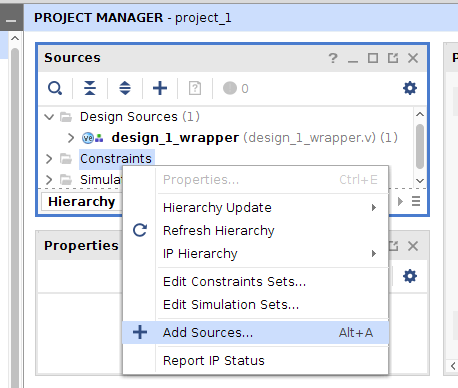 PROJECT MANAGER - project_1
Sources
0
Design Sources (1)
design_1_wrapper (design_1_wrapper.v) (1)
Constraints
Simula
Hierarchy
Properties
Properties... Ctrl+E
Hierarchy Update
Refresh Hierarchy
IP Hierarchy
Edit Constraints Sets...
Edit Simulation Sets...
Add Sources... Alt+A
Report IP Status